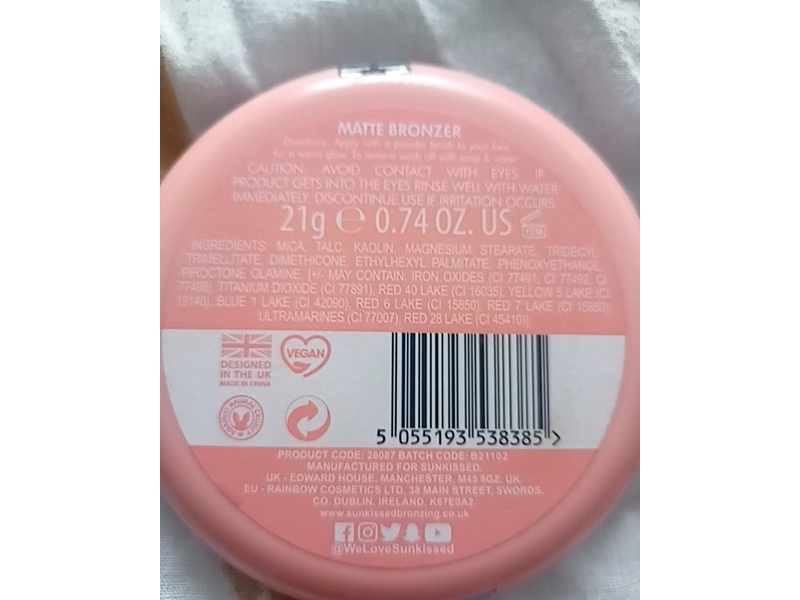 MATTE BRONZER
Directions: Apply with a powder brush to your face
for a warm glow. To remove wash off with soap & water.
CAUTION: AVOID CONTACT WITH EYES. IF
PRODUCT GETS INTO THE EYES RINSE WELL WITH WATER
IMMEDIATELY. DISCONTINUE USE IF IRRITATION OCCURS.
21g ℮ 0.74 OZ. US 12M
INGREDIENTS: MICA, TALC, KAOLIN, MAGNESIUM STEARATE, TRIDECYL
TRIMELLITATE, DIMETHICONE, ETHYLHEXYL PALMITATE, PHENOXYETHANOL,
PIROCTONE OLAMINE, [+/- MAY CONTAIN: IRON OXIDES (CI 77491, CI 77492, CI
77499), TITANIUM DIOXIDE (CI 77891), RED 40 LAKE (CI 16035), YELLOW 5 LAKE (CI
19140), BLUE 1 LAKE (CI 42090), RED 6 LAKE (CI 15850), RED 7 LAKE (CI 15850),
ULTRAMARINES (CI 77007), RED 28 LAKE (CI 45410)].
DESIGNED
IN THE UK
MADE IN CHINA
VEGAN
AGAINST ANIMAL CRUELTY
5 055193 538385 >
PRODUCT CODE: 28087 BATCH CODE: B21102
MANUFACTURED FOR SUNKISSED.
UK - EDWARD HOUSE, MANCHESTER, M45 8GZ, UK.
EU - RAINBOW COSMETICS LTD, 38 MAIN STREET, SWORDS,
CO. DUBLIN, IRELAND, K67E0A2.
www.sunkissedbronzing.co.uk
@WeLoveSunkissed